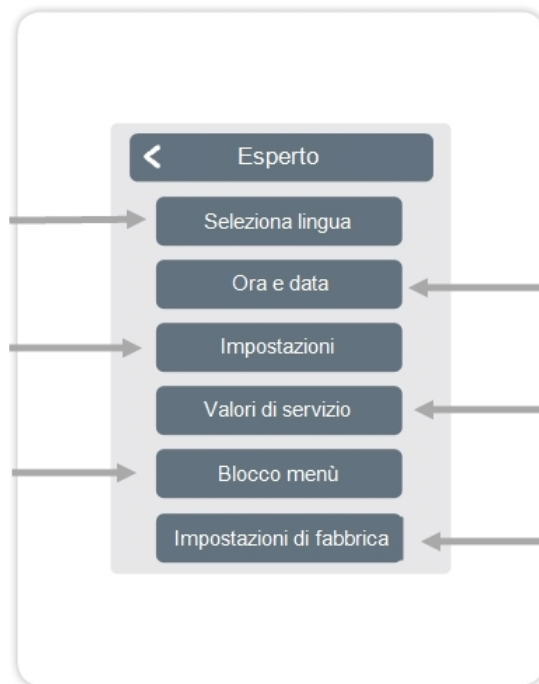 Esperto
Seleziona lingua
Ora e data
Impostazioni
Valori di servizio
Blocco menù
Impostazioni di fabbrica